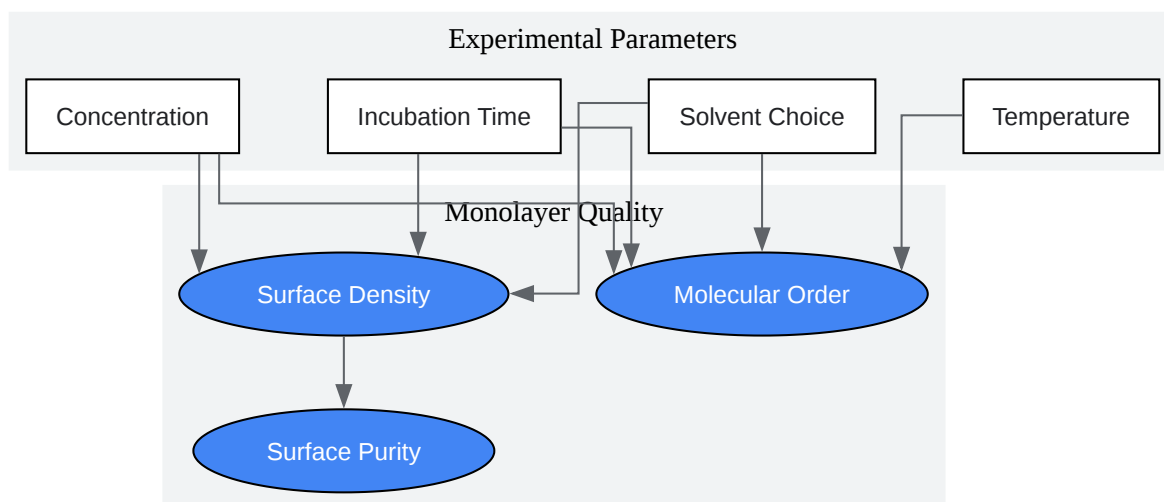 Experimental Parameters
Concentration
Incubation Time
Solvent Choice
Temperature
Monolayer Quality
Surface Density
Molecular Order
Surface Purity